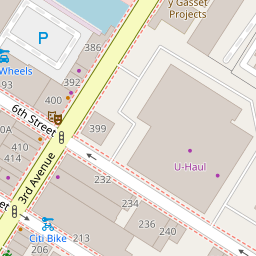 y Gasset
Projects
P
386
Wheels
392
400
6th Street
399
410
0A
414
3rd Avenue
U-Haul
232
234
236
240
Citi Bike
206
213